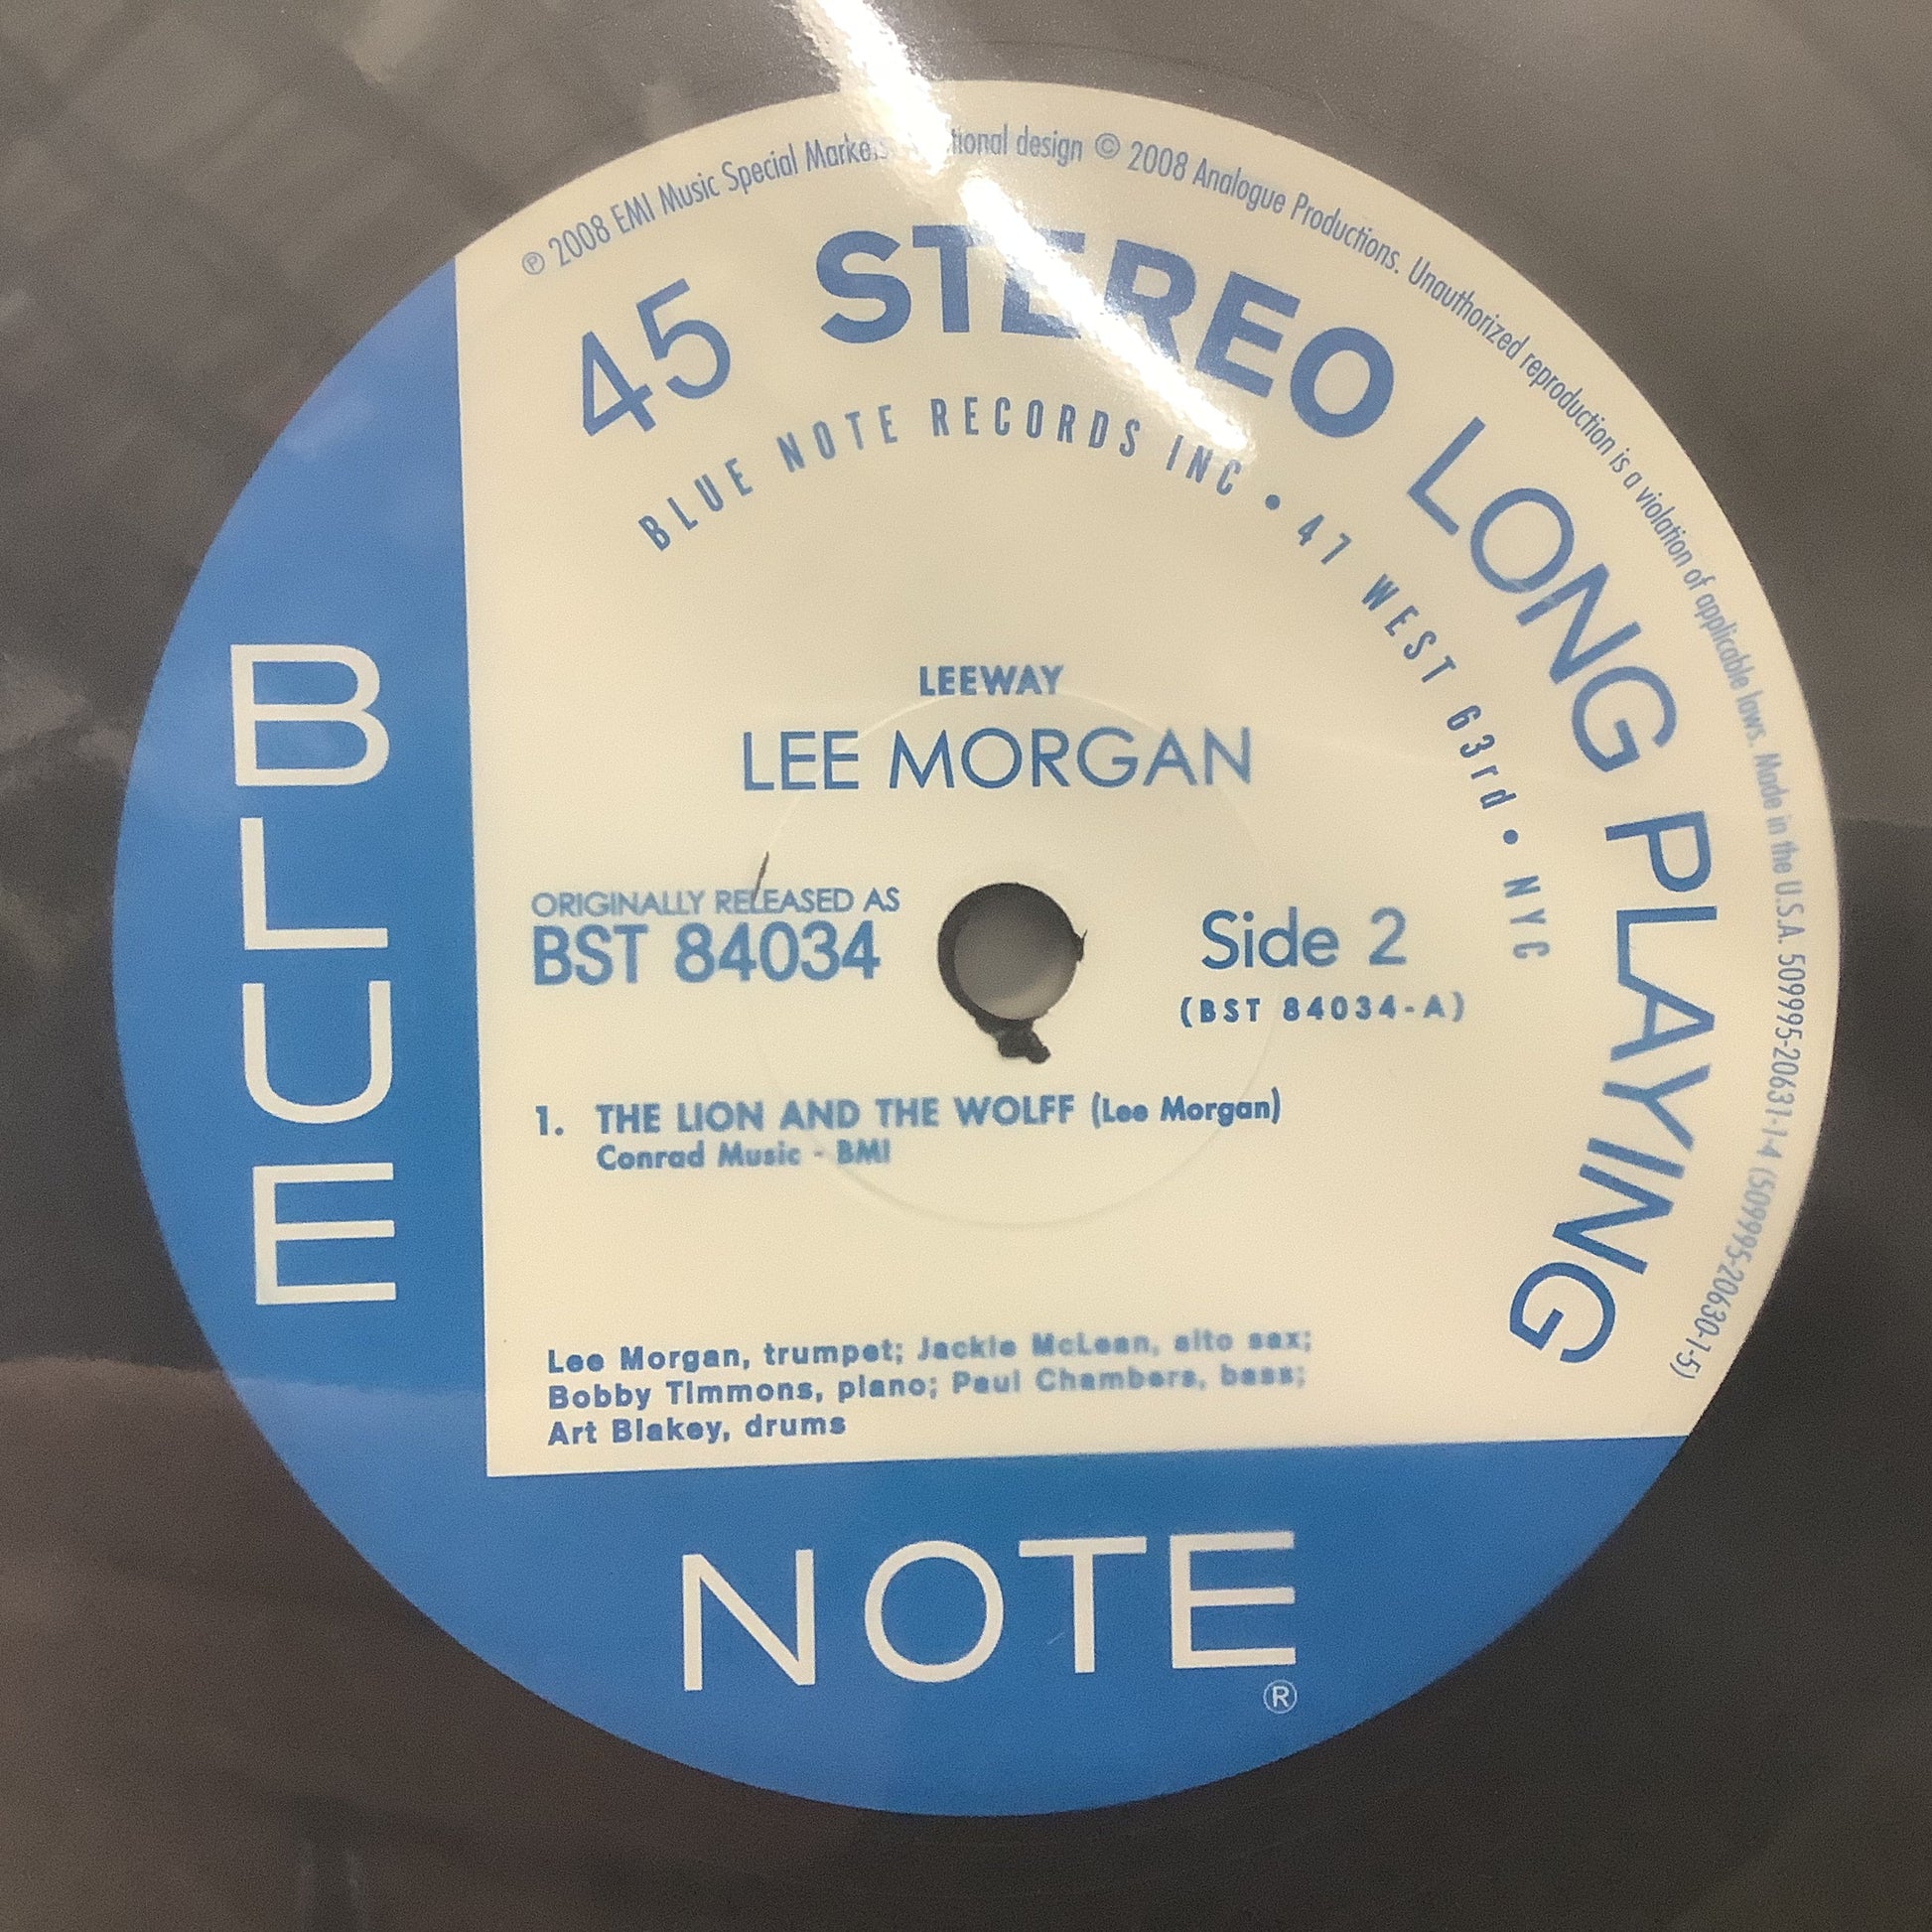 ℗ 2008 EMI Music Special design © 2008 Analogue Productions. Unauthorized reproduction is a violation of applicable laws. Made in the U.S.A. 509995-20631-1-4 (509995-20630-1-5)
45 STEREO LONG PLAYING
BLUE NOTE RECORDS INC • 47 WEST 63rd • NYC
LEEWAY
LEE MORGAN
ORIGINALLY RELEASED AS
BST 84034
Side 2
(BST 84034-A)
1. THE LION AND THE WOLFF (Lee Morgan)
Conrad Music - BMI
Lee Morgan, trumpet; Jackie McLean, alto sax;
Bobby Timmons, piano; Paul Chambers, bass;
Art Blakey, drums
BLUE
NOTE
®